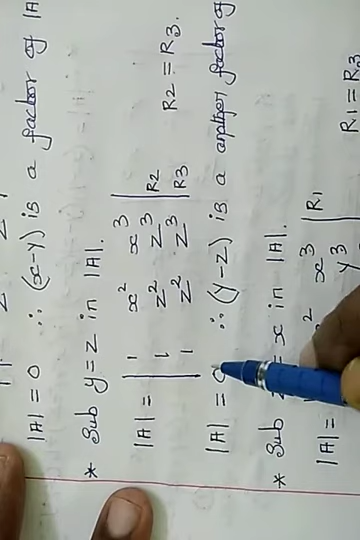 |A| = 0 ∴ (x-y) is a factor of |A
* Sub y = z in |A|.
|A| = | 1 x² x³ |
1 z² z³ | R2 R2 = R3.
1 z² z³ | R3
|A| = 0 ∴ (y-z) is a another factor of
* Sub = x in |A|.
|A| = ² x³ | R1
y³ R1 = R3